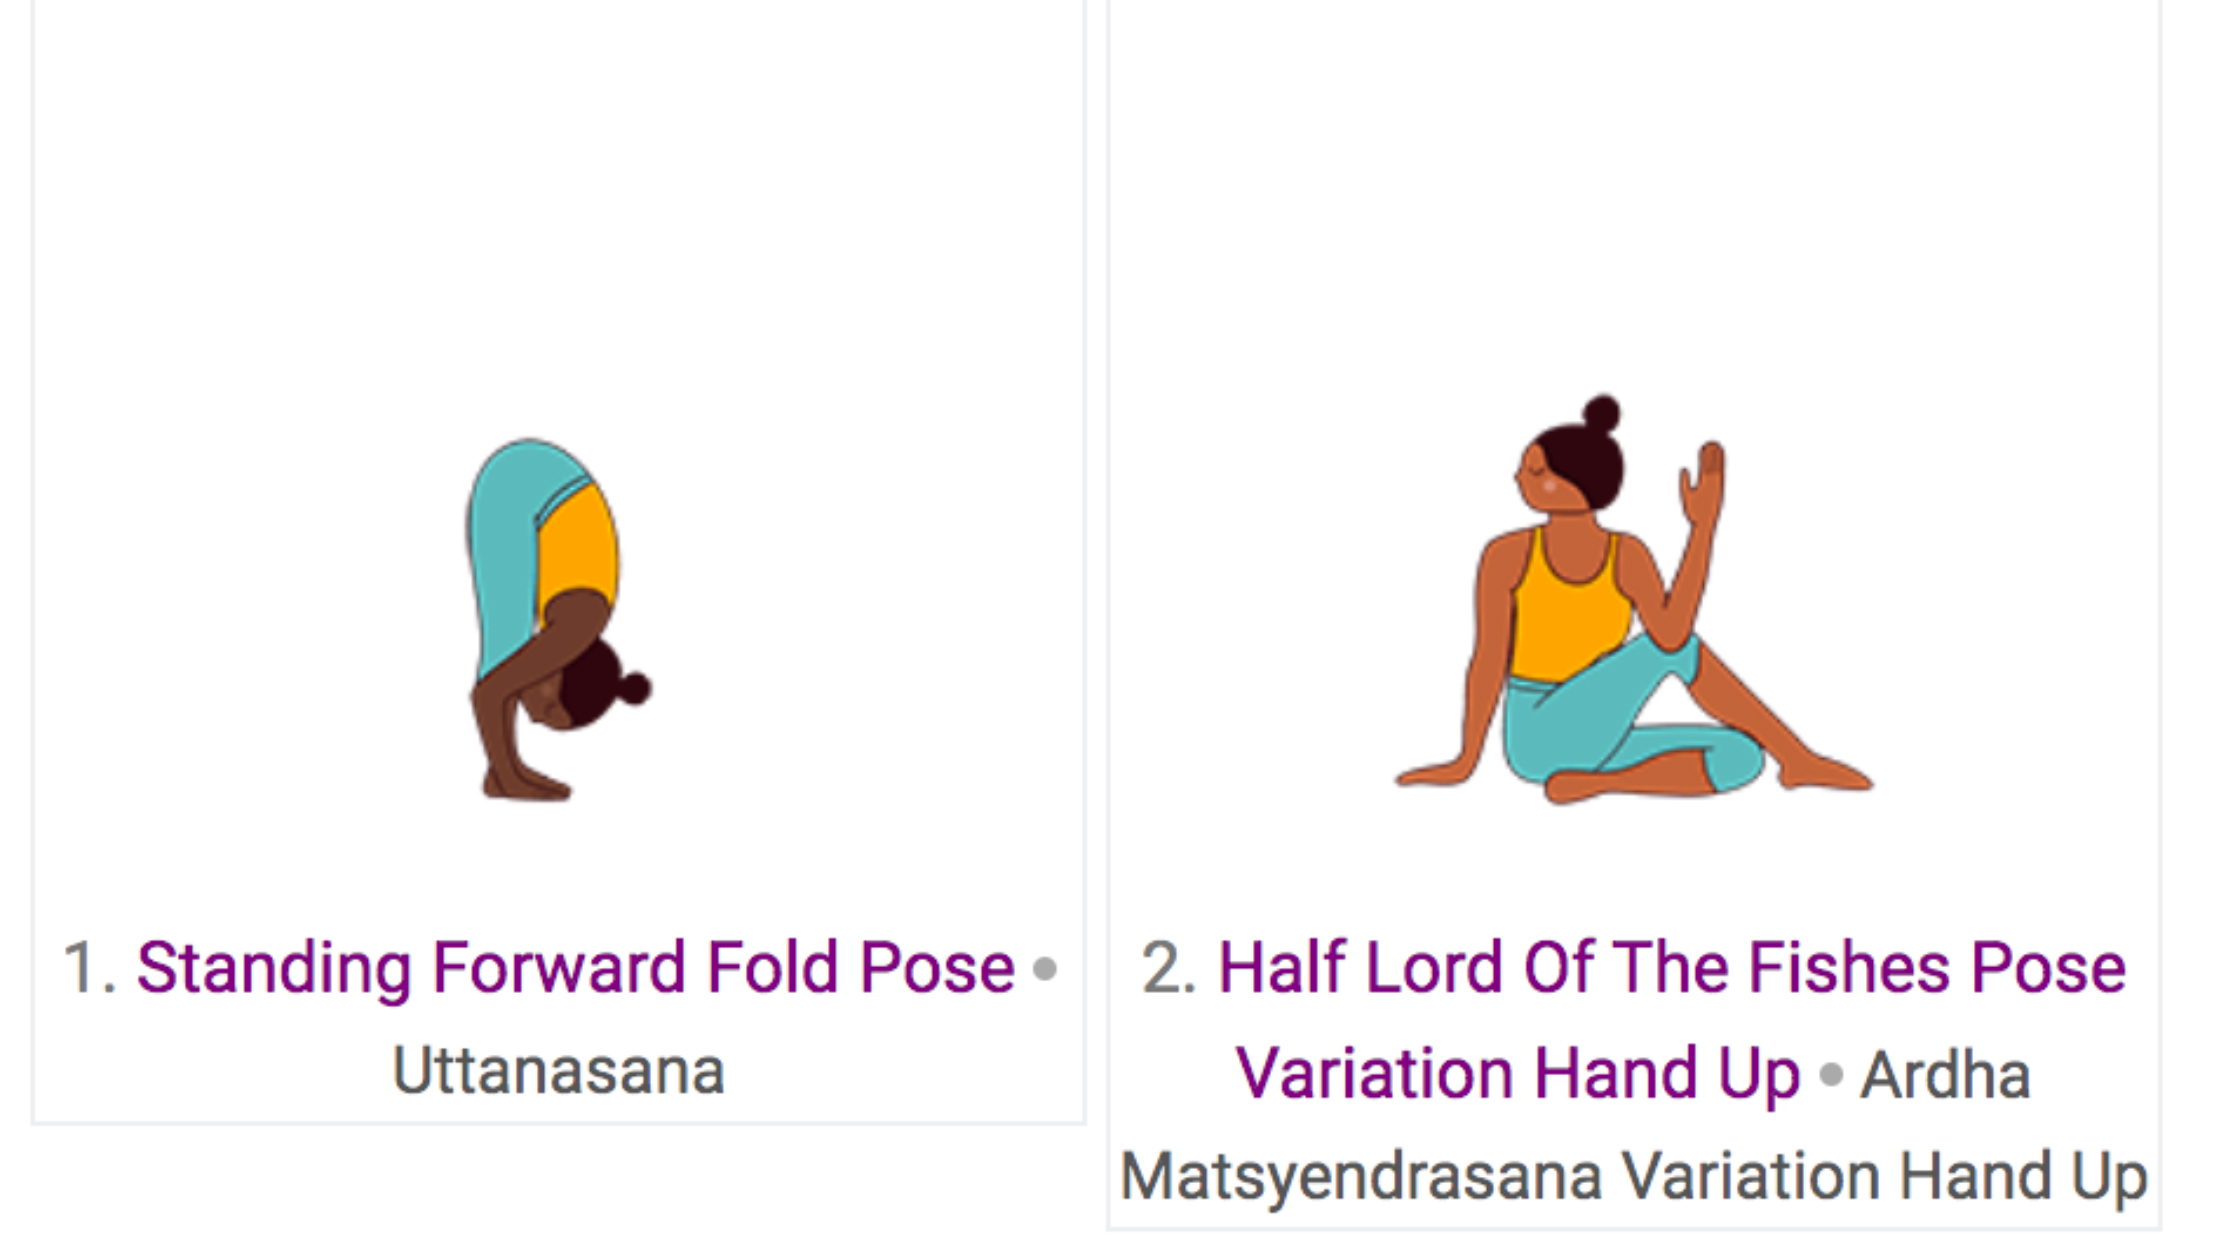 1. Standing Forward Fold Pose •
Uttanasana
2. Half Lord Of The Fishes Pose
Variation Hand Up • Ardha
Matsyendrasana Variation Hand Up